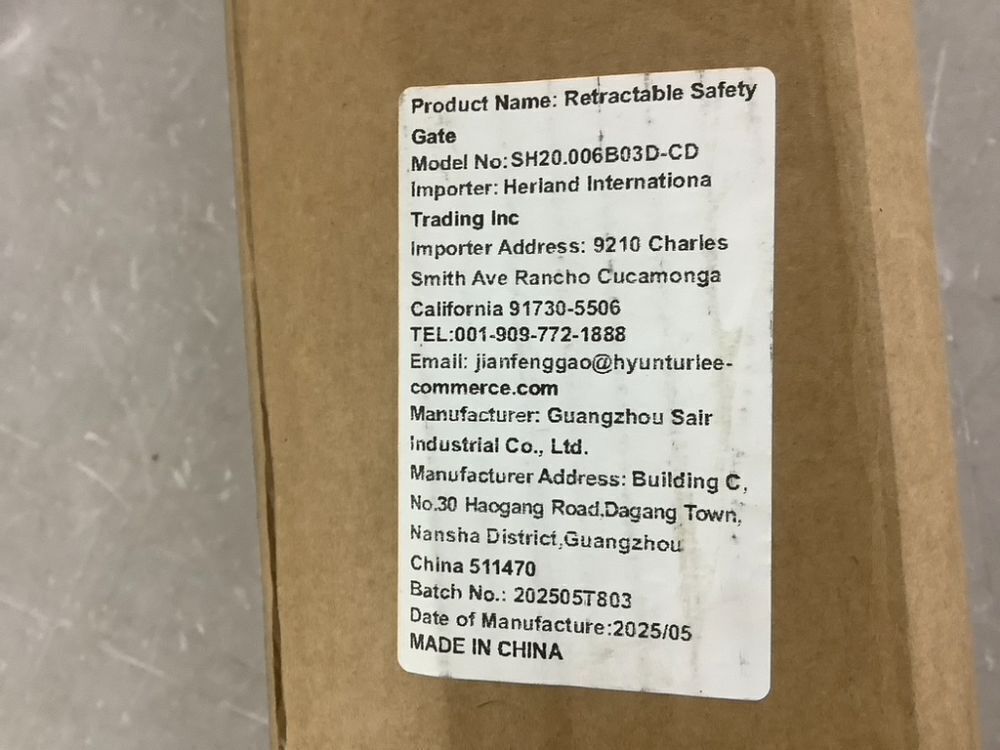 Product Name: Retractable Safety
Gate
Model No:SH20.006B03D-CD
Importer: Herland Internationa
Trading Inc
Importer Address: 9210 Charles
Smith Ave Rancho Cucamonga
California 91730-5506
TEL:001-909-772-1888
Email: jianfenggao@hyunturlee-
commerce.com
Manufacturer: Guangzhou Sair
Industrial Co., Ltd.
Manufacturer Address: Building C,
No.30 Haogang Road,Dagang Town,
Nansha District,Guangzhou
China 511470
Batch No.: 202505T803
Date of Manufacture:2025/05
MADE IN CHINA